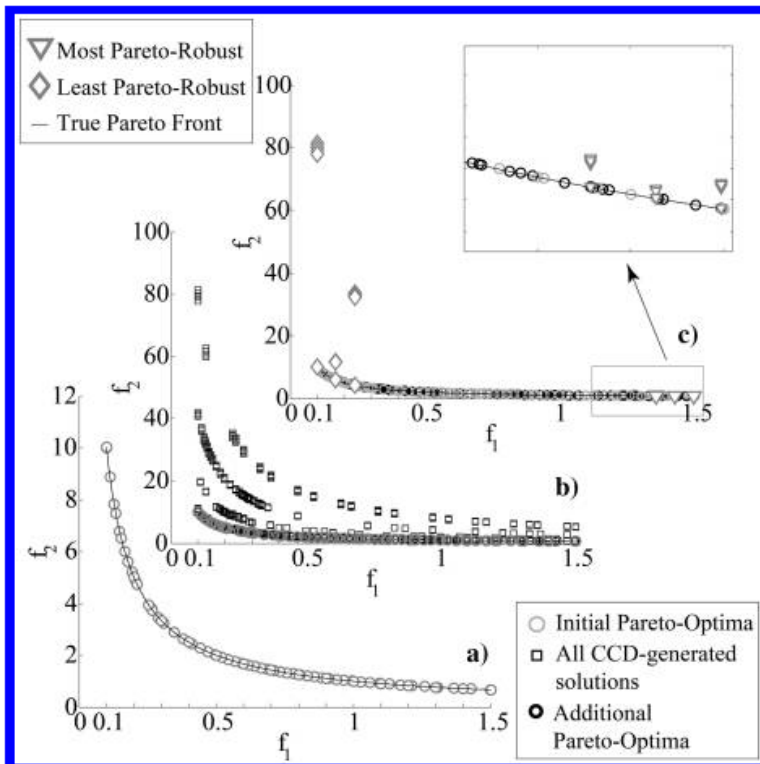 Most Pareto-Robust
Least Pareto-Robust
True Pareto Front
100
80
60
f2
40
20
0
0 0.1 0.5 1 1.5
f1
c)
100
80
60
f2
40
20
0
0 0.1 0.5 1 1.5
f1
b)
12
10
8
f2
6
4
2
0
0 0.1 0.5 1 1.5
f1
a)
Initial Pareto-Optima
All CCD-generated
solutions
Additional
Pareto-Optima